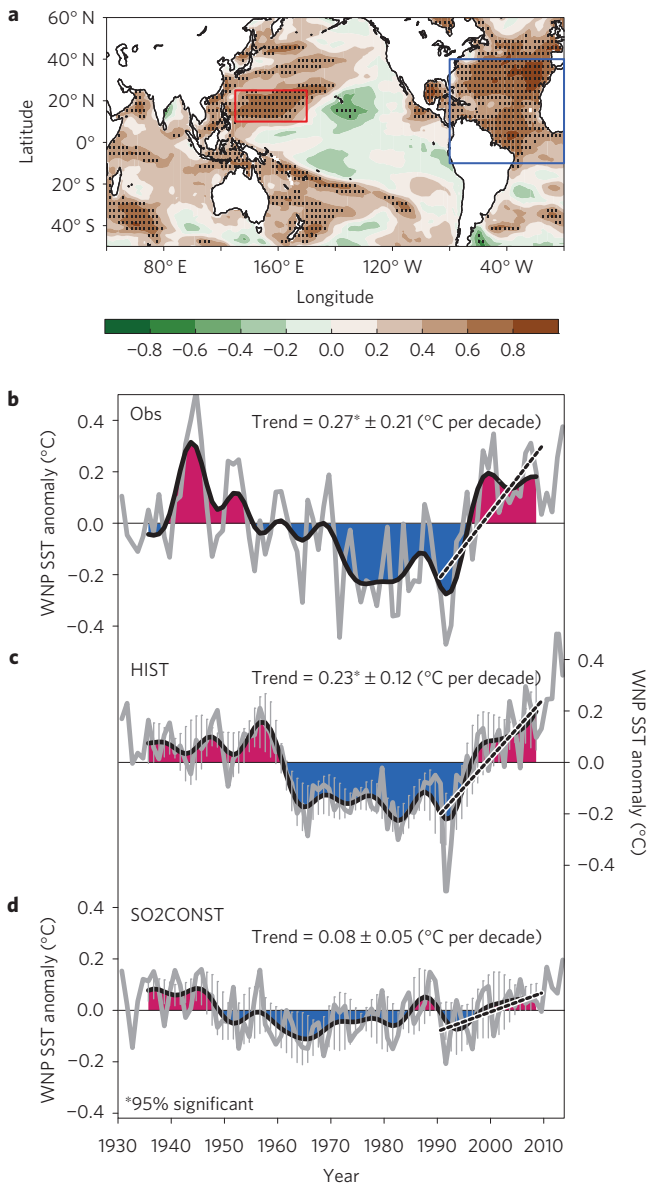 a
60° N
40° N
20° N
0°
20° S
40° S
Latitude
80° E
160° E
120° W
40° W
Longitude
−0.8
−0.6
−0.4
−0.2
0.0
0.2
0.4
0.6
0.8
b
Obs
Trend = 0.27* ± 0.21 (°C per decade)
0.4
0.2
0.0
−0.2
−0.4
WNP SST anomaly (°C)
c
HIST
Trend = 0.23* ± 0.12 (°C per decade)
0.4
0.2
0.0
−0.2
−0.4
WNP SST anomaly (°C)
d
SO2CONST
Trend = 0.08 ± 0.05 (°C per decade)
0.4
0.2
0.0
−0.2
−0.4
WNP SST anomaly (°C)
*95% significant
1930
1940
1950
1960
1970
1980
1990
2000
2010
Year